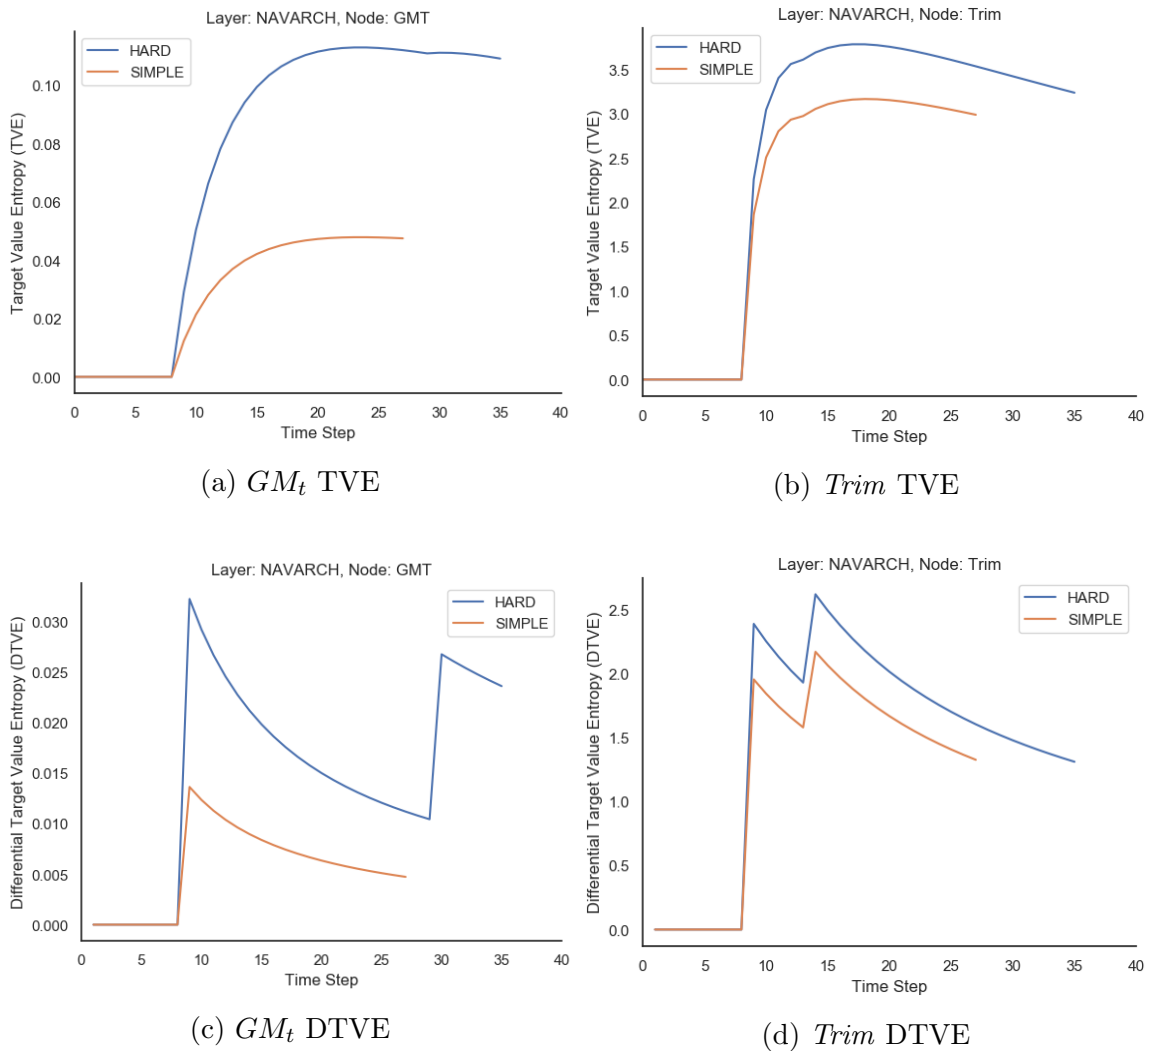 Layer: NAVARCH, Node: GMT
HARD
SIMPLE
Target Value Entropy (TVE)
0.10
0.08
0.06
0.04
0.02
0.00
0 5 10 15 20 25 30 35 40
Time Step
(a) GM_t TVE
Layer: NAVARCH, Node: Trim
HARD
SIMPLE
Target Value Entropy (TVE)
3.5
3.0
2.5
2.0
1.5
1.0
0.5
0.0
0 5 10 15 20 25 30 35 40
Time Step
(b) Trim TVE
Layer: NAVARCH, Node: GMT
HARD
SIMPLE
Differential Target Value Entropy (DTVE)
0.030
0.025
0.020
0.015
0.010
0.005
0.000
0 5 10 15 20 25 30 35 40
Time Step
(c) GM_t DTVE
Layer: NAVARCH, Node: Trim
HARD
SIMPLE
Differential Target Value Entropy (DTVE)
2.5
2.0
1.5
1.0
0.5
0.0
0 5 10 15 20 25 30 35 40
Time Step
(d) Trim DTVE